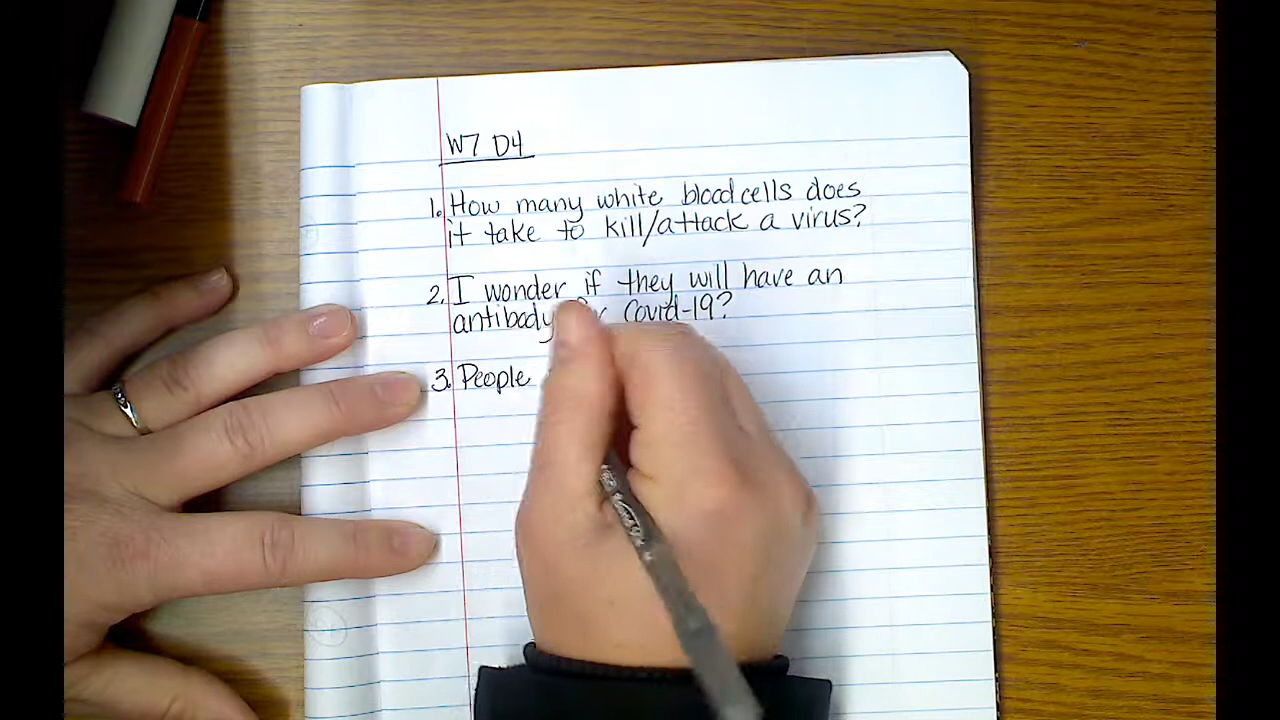 W7 D4
1. How many white blood cells does
it take to kill/attack a virus?
2. I wonder if they will have an
antibody Covid-19?
3. People